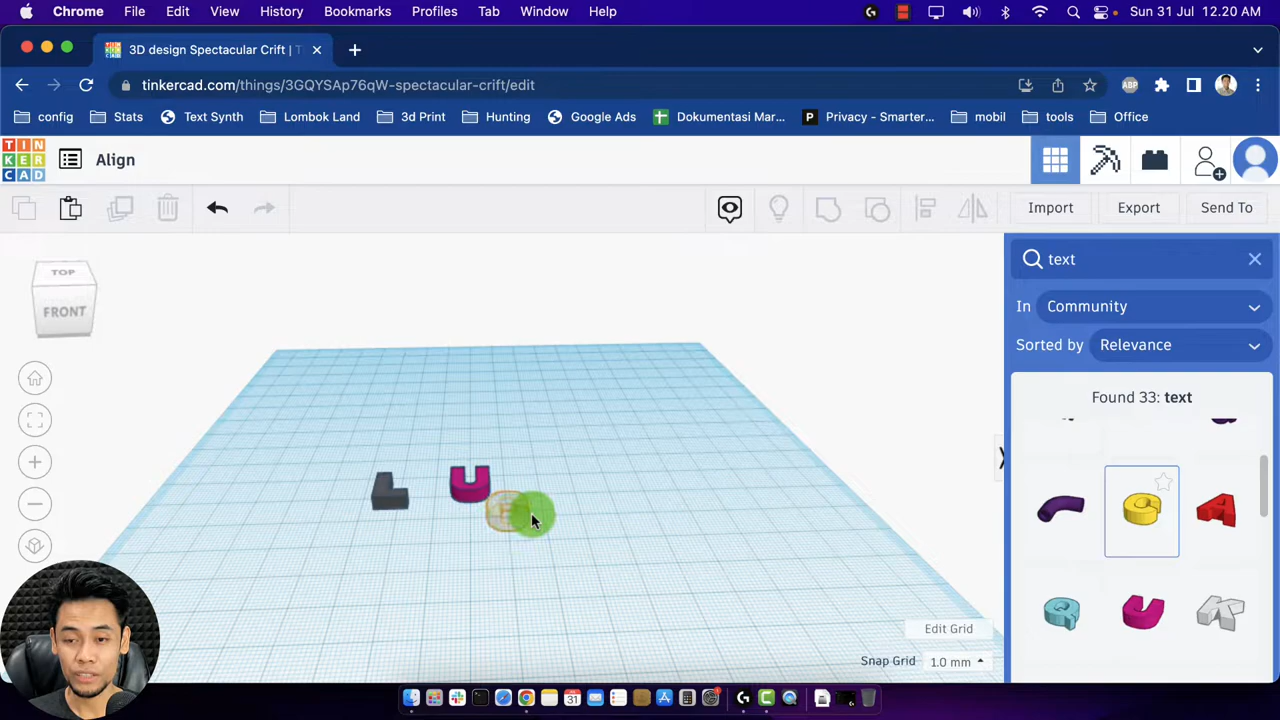 Chrome File Edit View History Bookmarks Profiles Tab Window Help Sun 31 Jul 12.20 AM
3D design Spectacular Crift | T
tinkercad.com/things/3GQYSAp76qW-spectacular-crift/edit
config Stats Text Synth Lombok Land 3d Print Hunting Google Ads Dokumentasi Mar... Privacy - Smarter... mobil tools Office
TIN
KER
CAD
Align
Import Export Send To
text
TOP
FRONT
In Community
Sorted by Relevance
Found 33: text
L U
C A
Q U K
Edit Grid
Snap Grid 1.0 mm